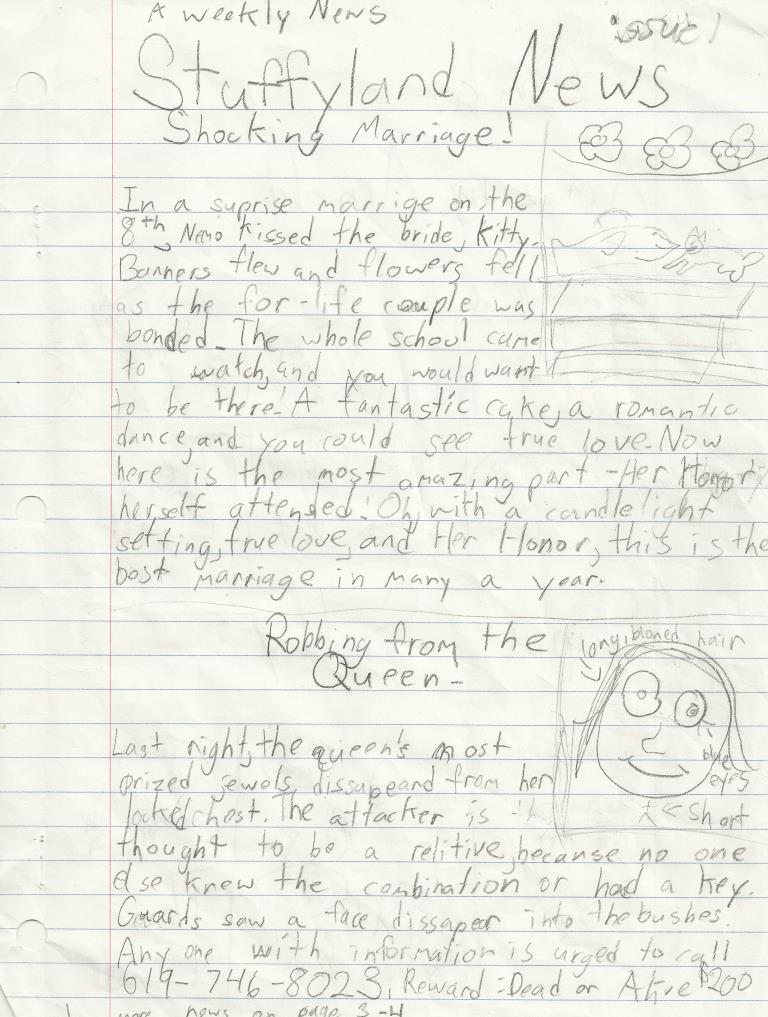 A Weekly News
issue 1
Stuffyland News
Shocking Marriage!
In a suprise marrige on the
8th, Nemo kissed the bride, Kitty.
Banners flew and flowers fell
as the for-life couple was
bonded. The whole school came
to watch, and you would want
to be there! A fantastic cake, a romantic
dance, and you could see true love. Now
here is the most amazing part - Her Honor
herself attended! Oh, with a candle light
setting, true love, and Her Honor, this is the
best marriage in many a year.
Robbing from the
Queen-
long, bloned hair
blue
eyes
← short
Last night, the queen's most
prized jewels dissapeard from her
locked chest. The attacker is
thought to be a relitive, because no one
else knew the combination or had a key.
Guards saw a face dissaper into the bushes.
Any one with information is urged to call
619-746-8023. Reward: Dead or Alive $200
more news on page 3-4